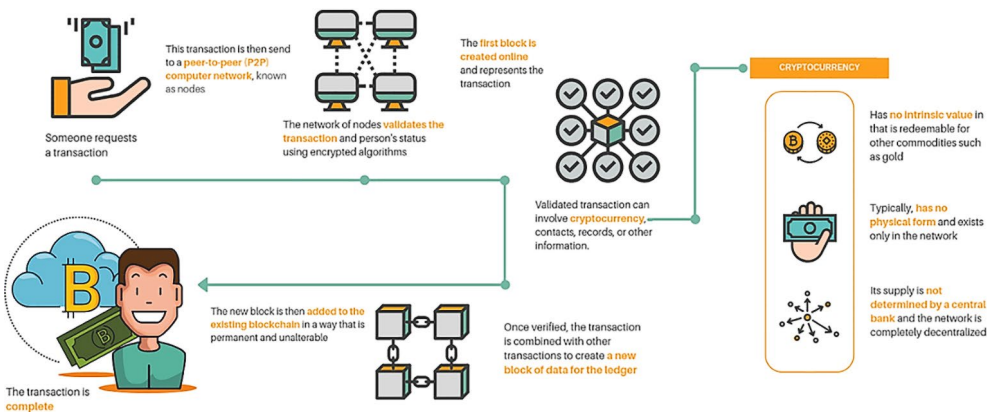 Someone requests
a transaction
This transaction is then send
to a peer-to-peer (P2P)
computer network, known
as nodes
The network of nodes validates the
transaction and person's status
using encrypted algorithms
The first block is
created online
and represents the
transaction
Validated transaction can
involve cryptocurrency,
contacts, records, or other
information.
CRYPTOCURRENCY
Has no intrinsic value in
that is redeemable for
other commodities such
as gold
Typically, has no
physical form and exists
only in the network
Its supply is not
determined by a central
bank and the network is
completely decentralized
Once verified, the transaction
is combined with other
transactions to create a new
block of data for the ledger
The new block is then added to the
existing blockchain in a way that is
permanent and unalterable
The transaction is
complete